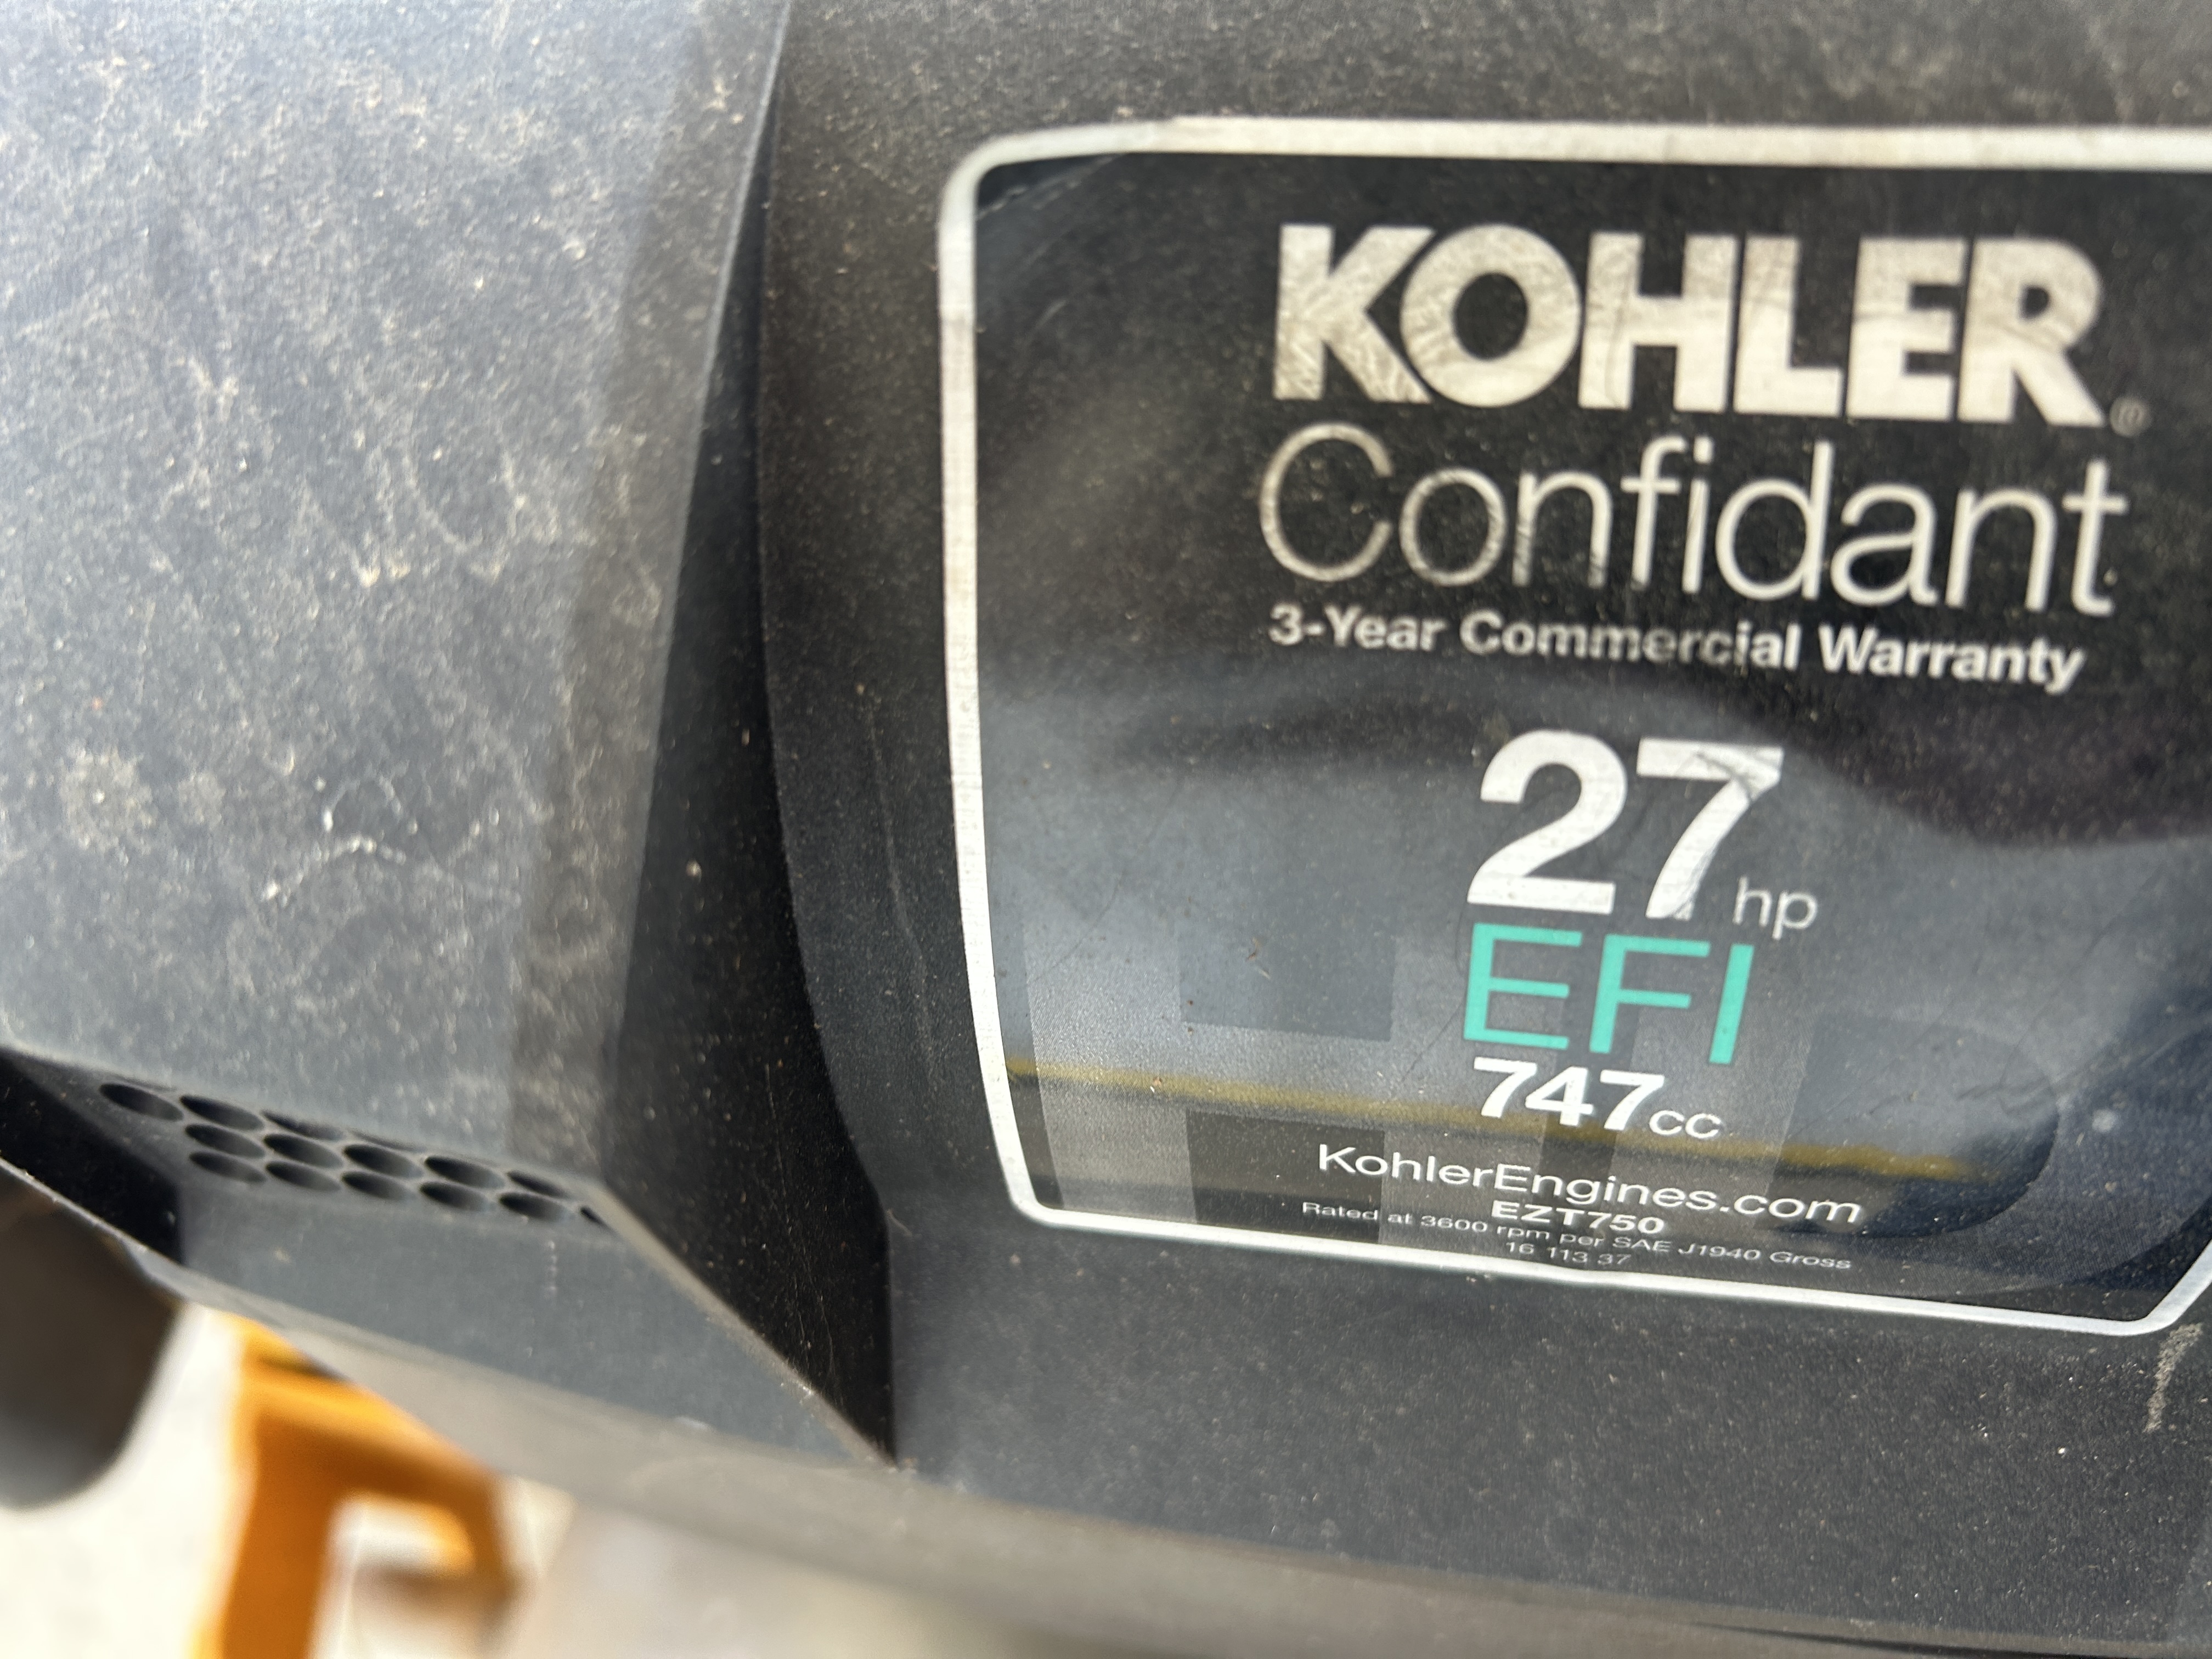 KOHLER®
Confidant
3-Year Commercial Warranty
27 hp
EFI
747cc
KohlerEngines.com
EZT750
Rated at 3600 rpm per SAE J1940 Gross
16 113 37